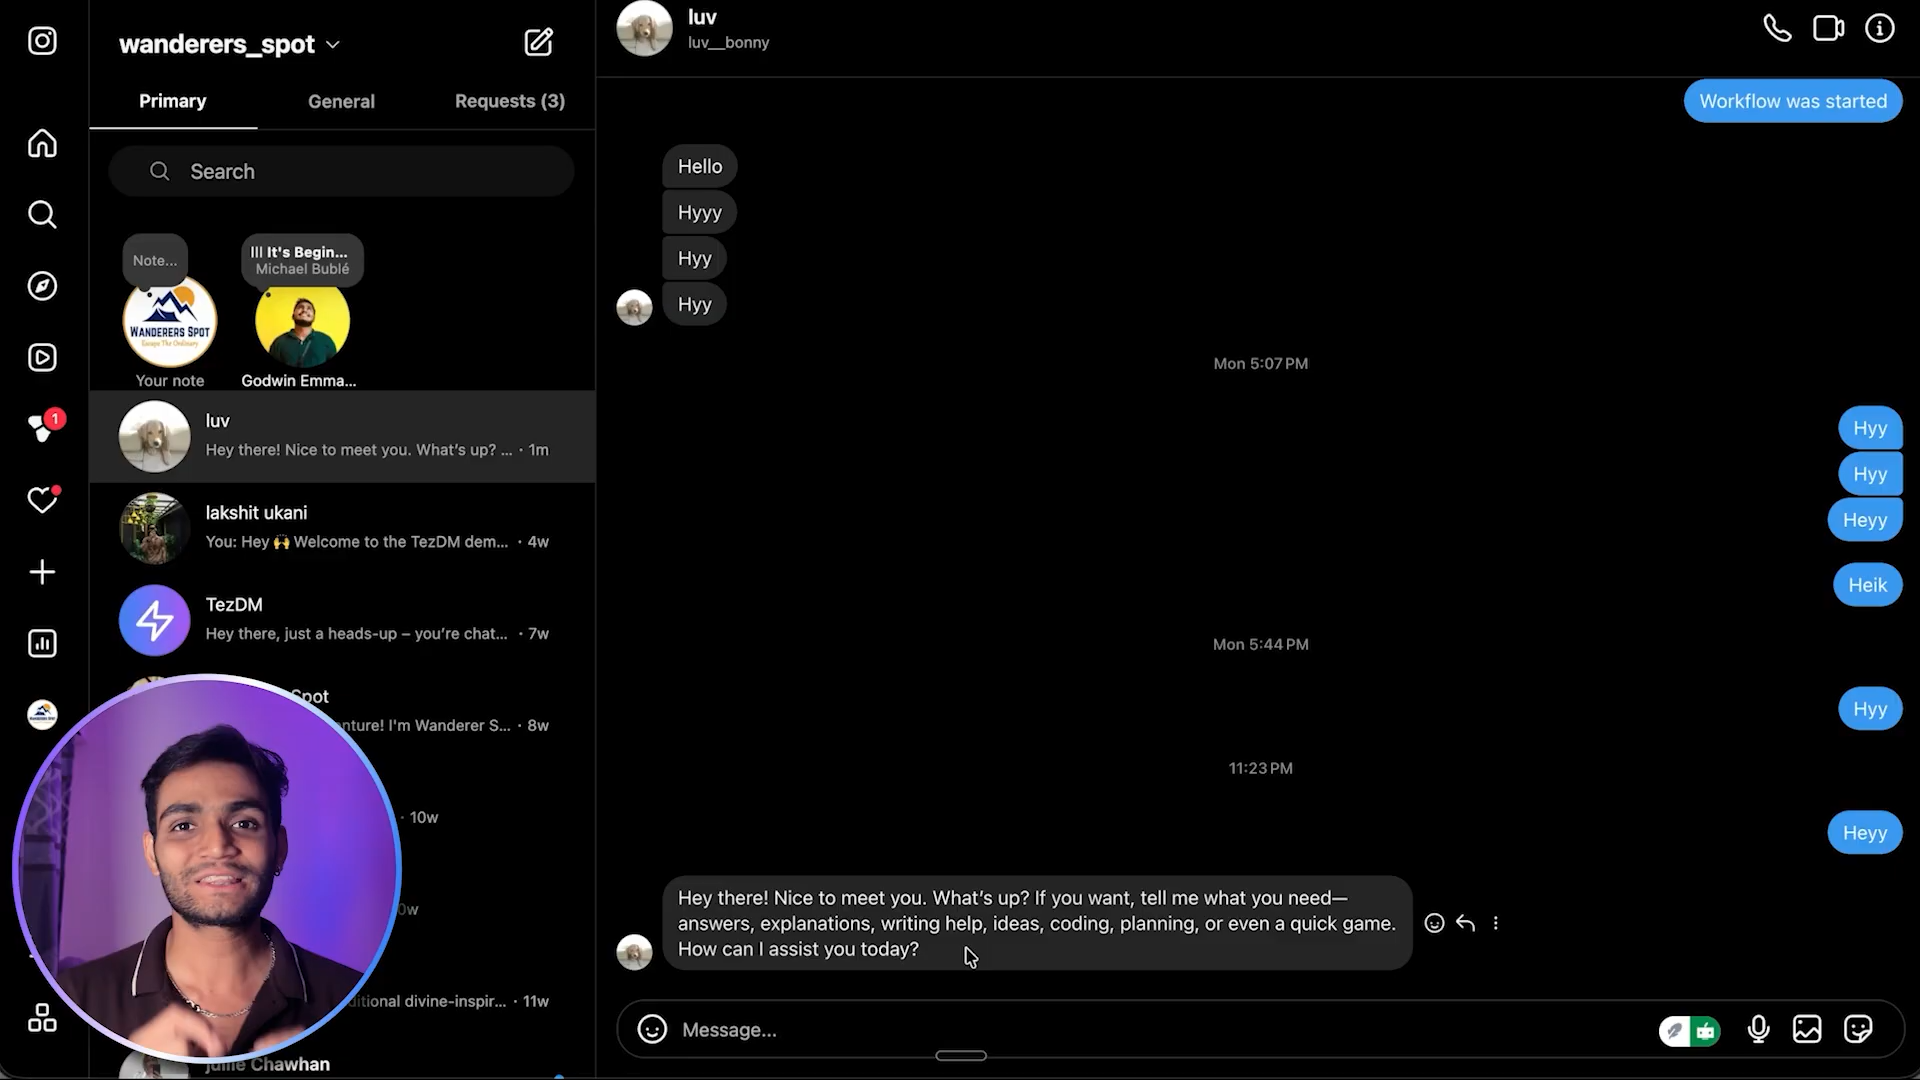 wanderers_spot
Primary
General
Requests (3)
Search
Note...
It's Begin...
Michael Bublé
WANDERERS SPOT
Escape The Ordinary
Your note
Godwin Emma...
1
luv
Hey there! Nice to meet you. What's up? ... · 1m
lakshit ukani
You: Hey 🙌 Welcome to the TezDM dem... · 4w
TezDM
Hey there, just a heads-up – you're chat... · 7w
Spot
nture! I'm Wanderer S... · 8w
· 10w
0w
ditional divine-inspir... · 11w
Chawhan
luv
luv__bonny
Workflow was started
Hello
Hyyy
Hyy
Hyy
Mon 5:07 PM
Hyy
Hyy
Heyy
Heik
Mon 5:44 PM
Hyy
11:23 PM
Heyy
Hey there! Nice to meet you. What's up? If you want, tell me what you need—
answers, explanations, writing help, ideas, coding, planning, or even a quick game.
How can I assist you today?
Message...